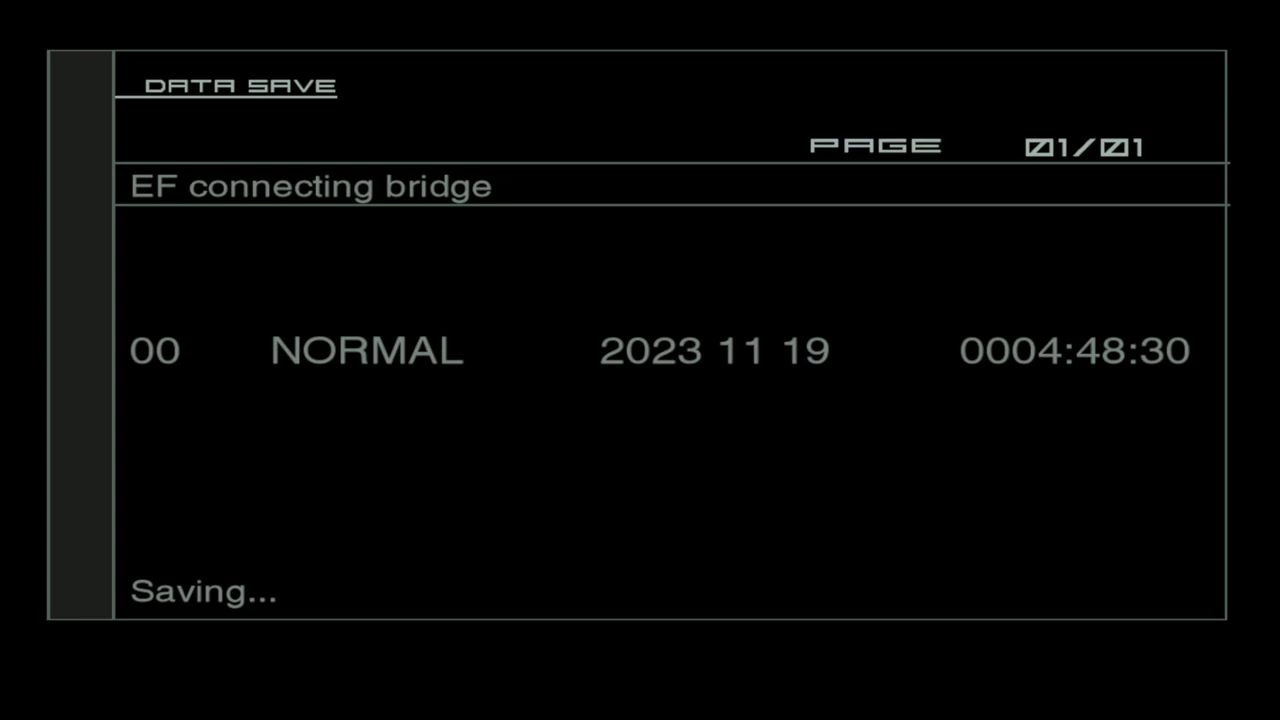 DATA SAVE
PAGE 01/01
EF connecting bridge
00 NORMAL 2023 11 19 0004:48:30
Saving...